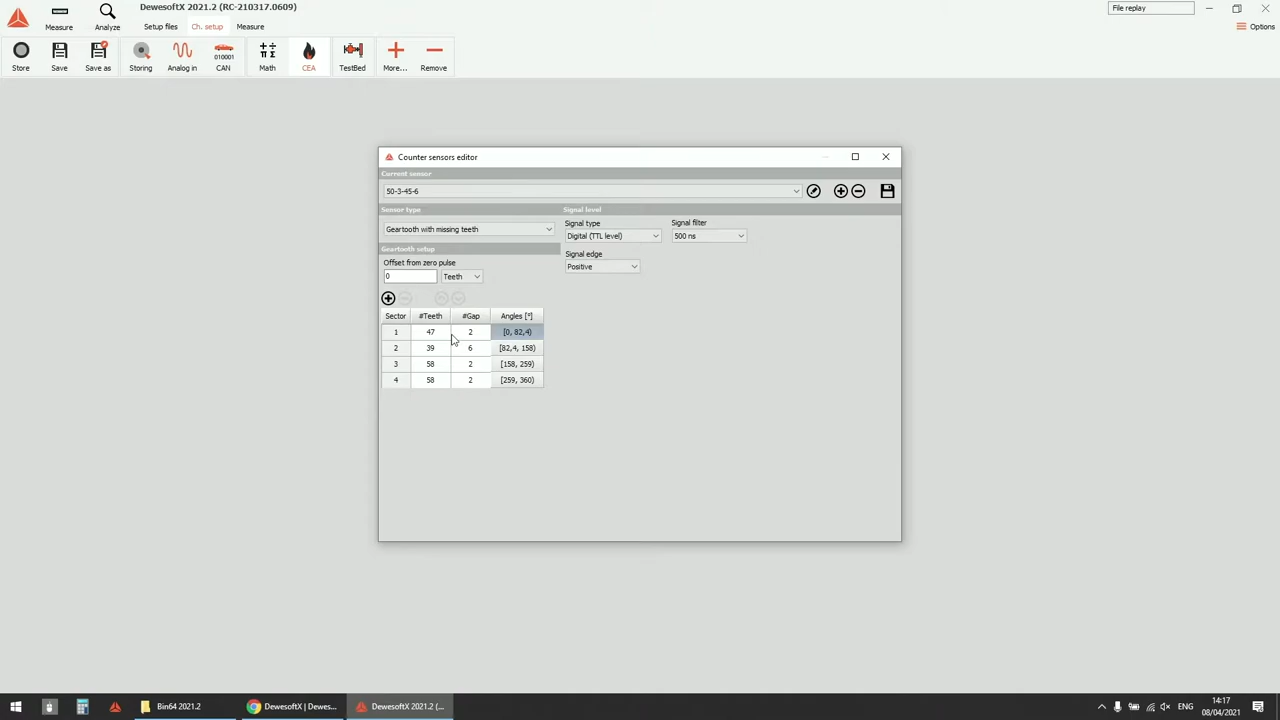 DewesoftX 2021.2 (RC-210317.0609)
File replay
Measure
Analyze
Setup files
Ch. setup
Measure
Options
Store
Save
Save as
Storing
Analog in
010001
CAN
Math
CEA
TestBed
More...
Remove
Counter sensors editor
Current sensor
50-3-45-6
Sensor type
Signal level
Geartooth with missing teeth
Signal type
Signal filter
Digital (TTL level)
500 ns
Geartooth setup
Signal edge
Offset from zero pulse
Positive
0 Teeth
Sector #Teeth #Gap Angles [°]
1 47 2 [0, 82,4)
2 39 6 [82,4, 158)
3 58 2 [158, 259)
4 58 2 [259, 360)
Bin64 2021.2
DewesoftX | Dewes...
DewesoftX 2021.2 (...
ENG
14:17
08/04/2021